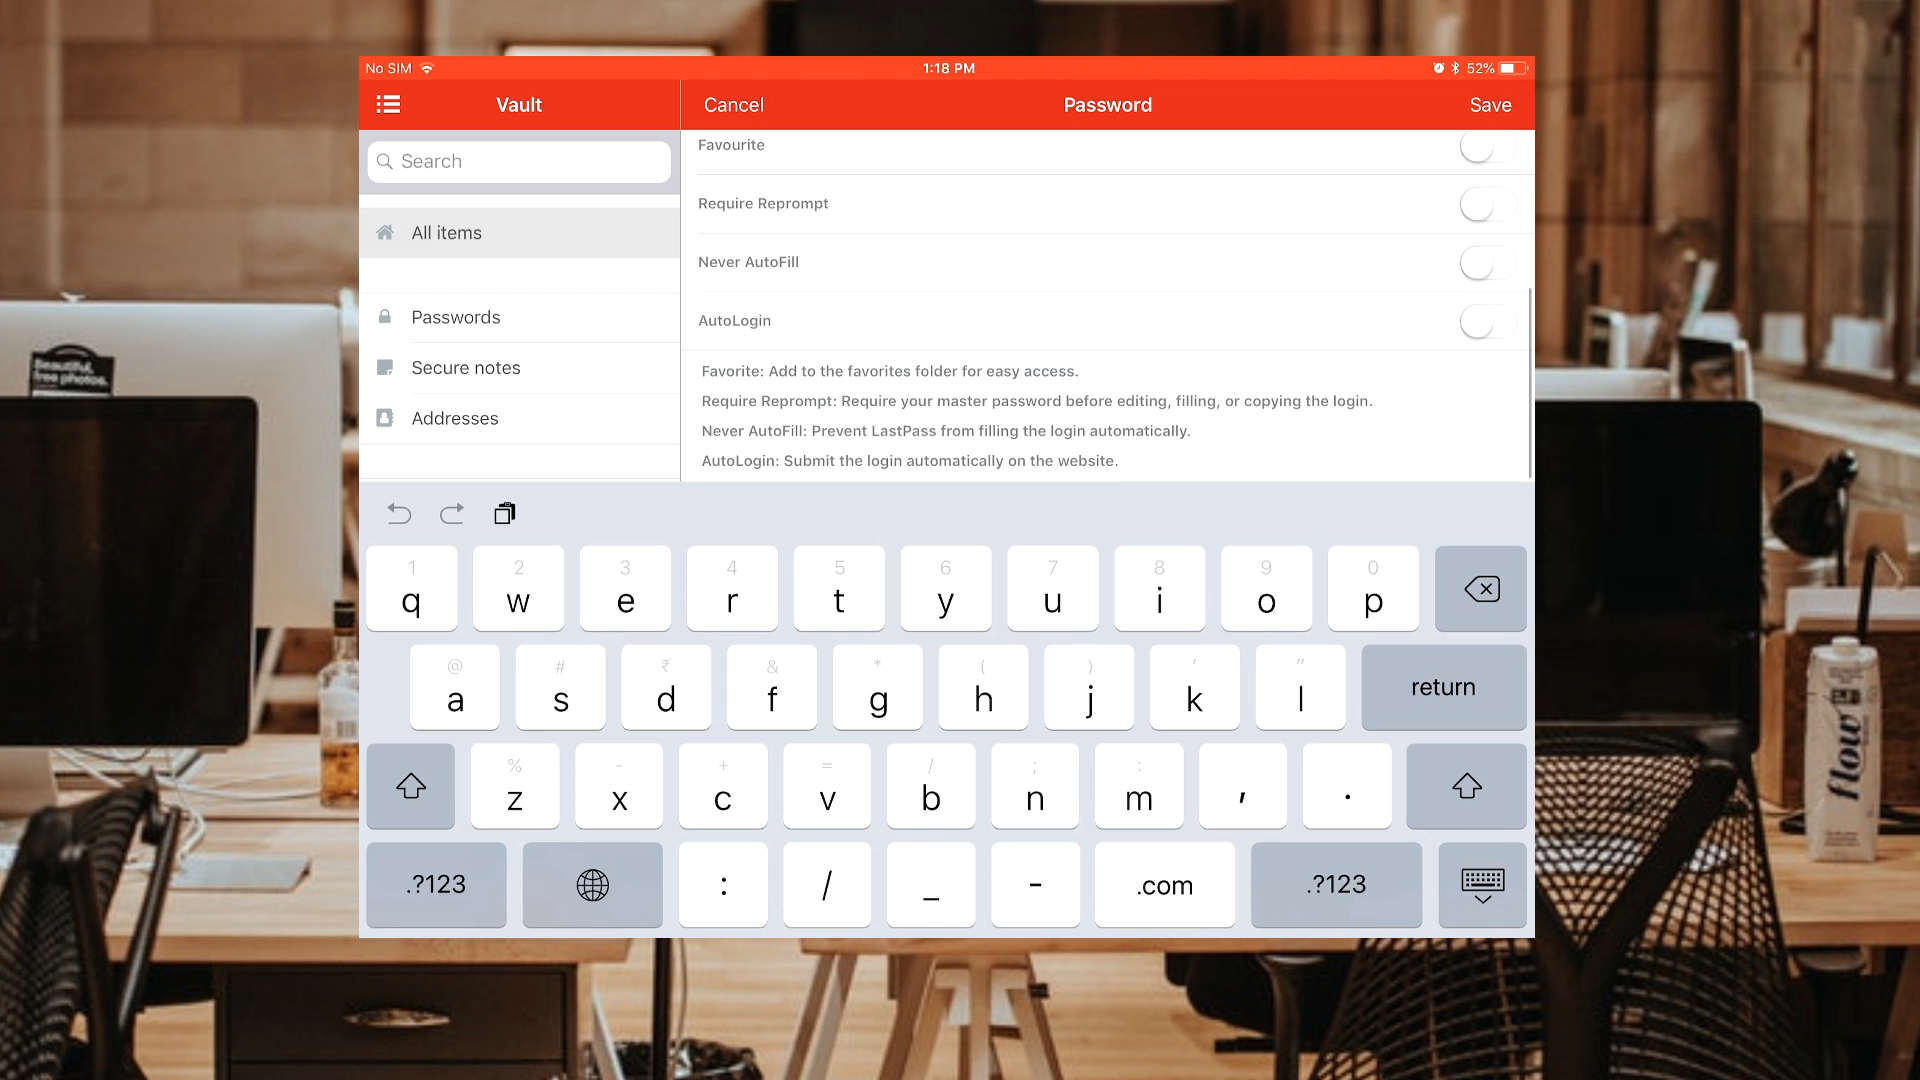 No SIM 1:18 PM 52%
Vault Cancel Password Save
Search
All items
Passwords
Secure notes
Addresses
Favourite
Require Reprompt
Never AutoFill
AutoLogin
Favorite: Add to the favorites folder for easy access.
Require Reprompt: Require your master password before editing, filling, or copying the login.
Never AutoFill: Prevent LastPass from filling the login automatically.
AutoLogin: Submit the login automatically on the website.
1 2 3 4 5 6 7 8 9 0
q w e r t y u i o p
@ # ₹ & * ( ) ' "
a s d f g h j k l return
% - + = / ; :
z x c v b n m , .
.?123 : / _ - .com .?123
Beautiful,
free photos.
flow